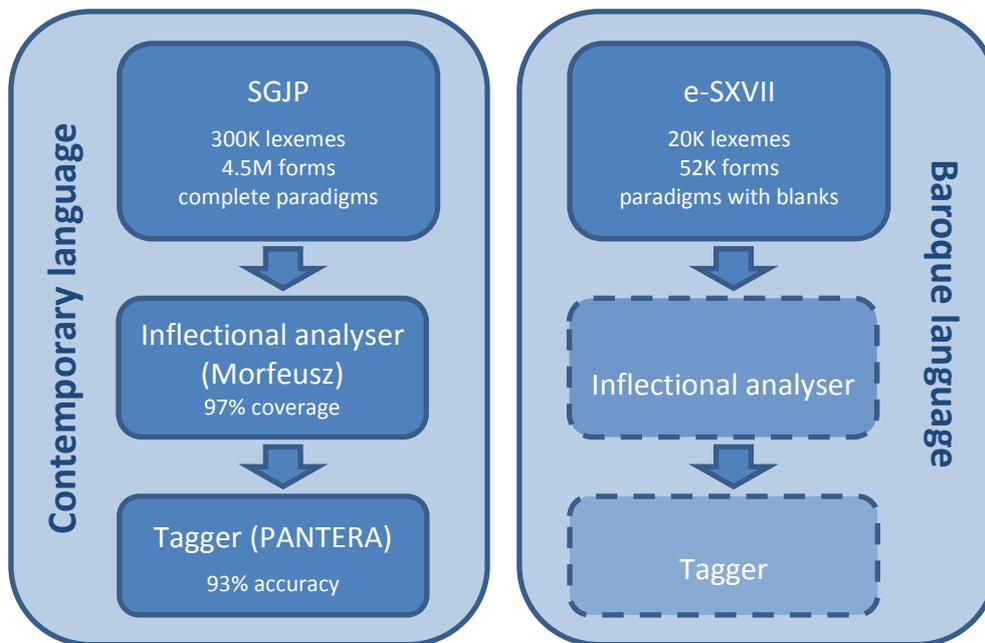 Contemporary language
SGJP
300K lexemes
4.5M forms
complete paradigms
Inflectional analyser
(Morfeusz)
97% coverage
Tagger (PANTERA)
93% accuracy
e-SXVII
20K lexemes
52K forms
paradigms with blanks
Inflectional analyser
Tagger
Baroque language